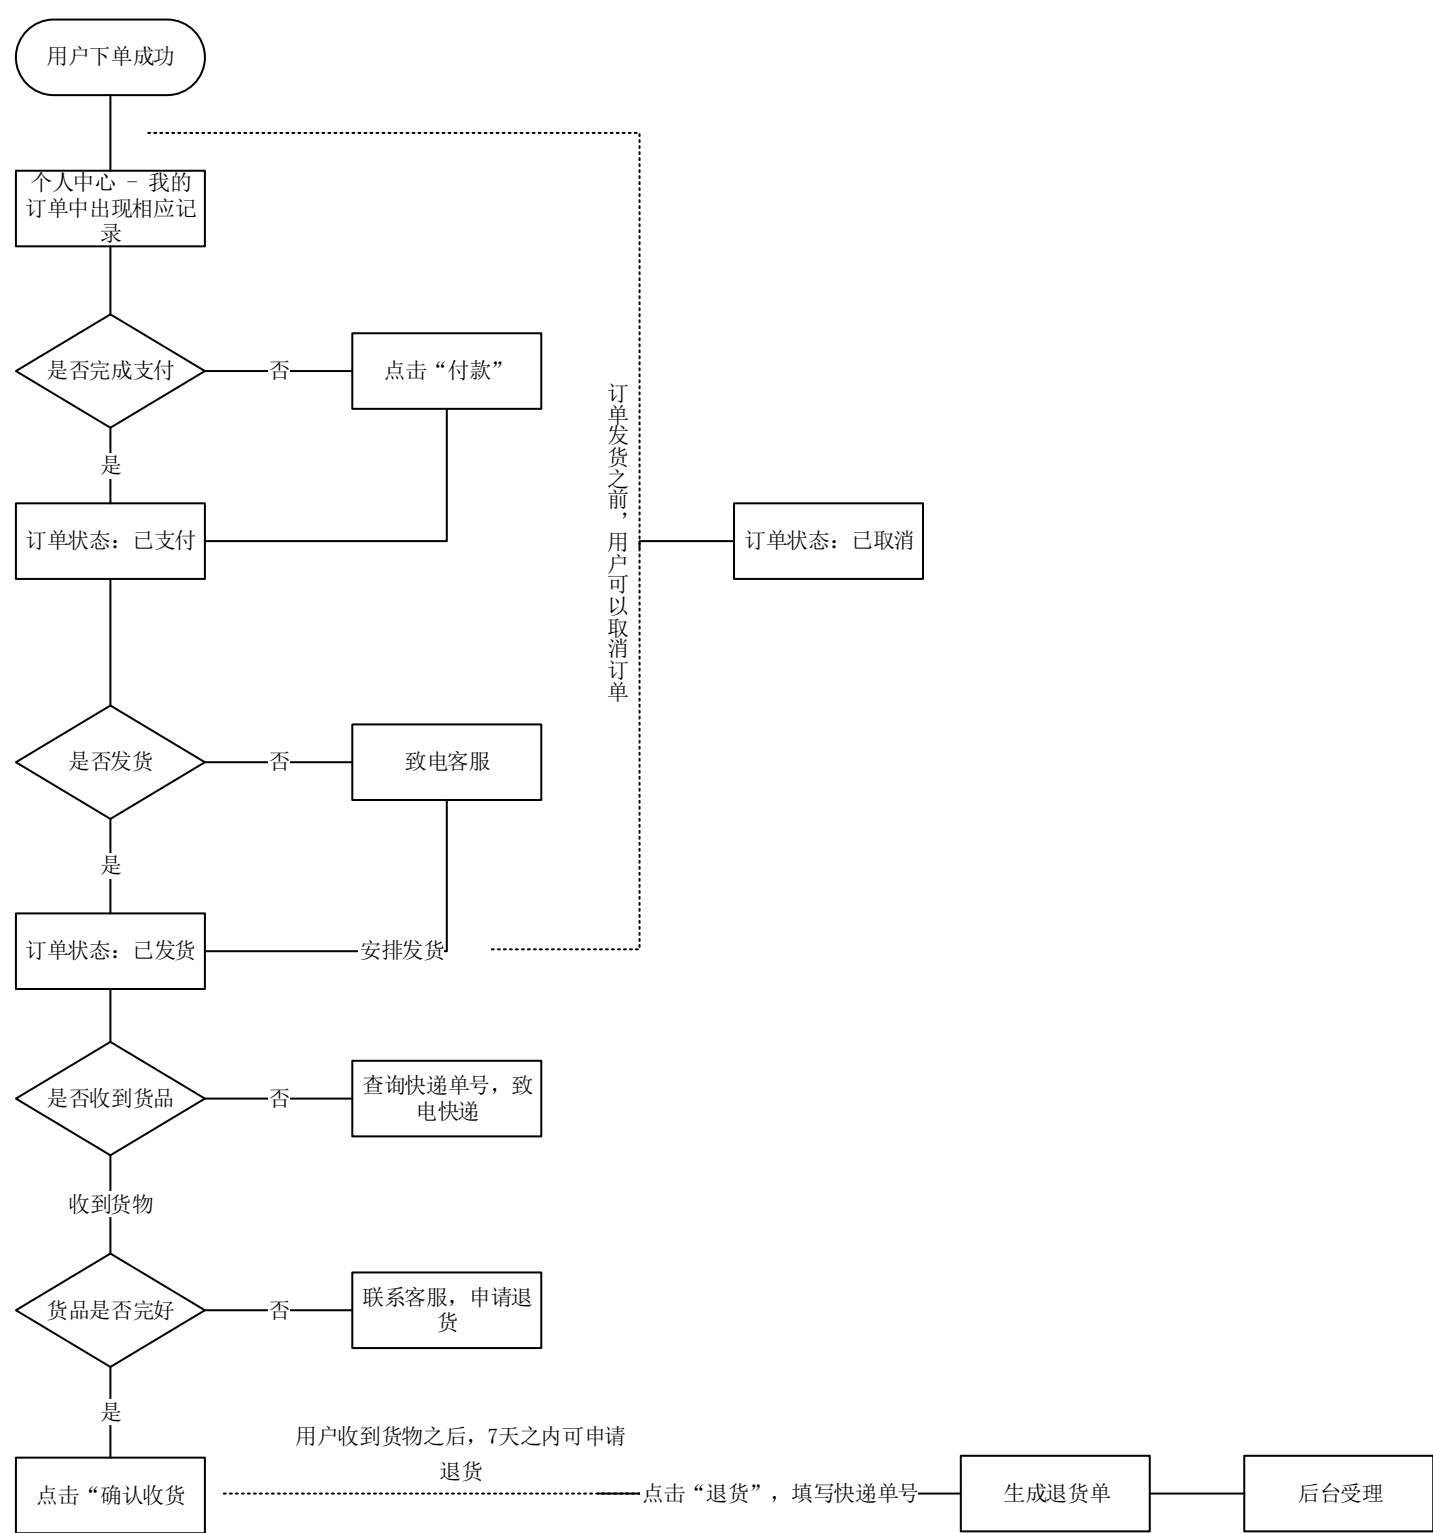 用户下单成功
个人中心 - 我的
订单中出现相应记
录
是否完成支付
否
点击“付款”
是
订单状态：已支付
订单发货之前，用户可以取消订单
订单状态：已取消
是否发货
否
致电客服
是
订单状态：已发货
安排发货
是否收到货品
否
查询快递单号，致
电快递
收到货物
货品是否完好
否
联系客服，申请退
货
是
用户收到货物之后，7天之内可申请
退货
点击“确认收货
点击“退货”，填写快递单号
生成退货单
后台受理